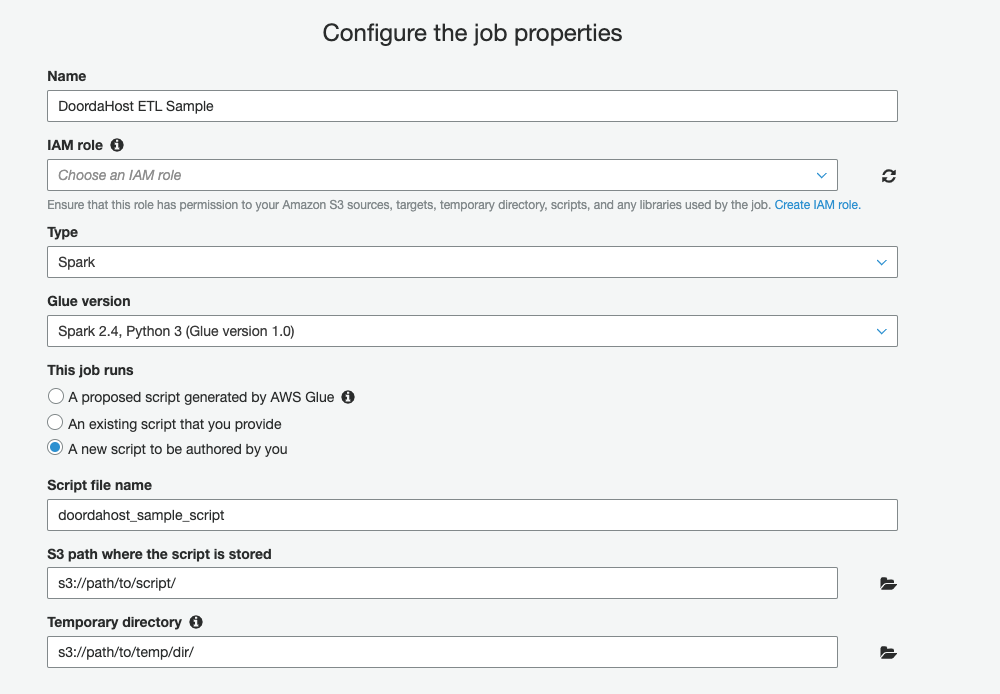 Configure the job properties
Name
DoordaHost ETL Sample
IAM role
Choose an IAM role
Ensure that this role has permission to your Amazon S3 sources, targets, temporary directory, scripts, and any libraries used by the job. Create IAM role.
Type
Spark
Glue version
Spark 2.4, Python 3 (Glue version 1.0)
This job runs
A proposed script generated by AWS Glue
An existing script that you provide
A new script to be authored by you
Script file name
doordahost_sample_script
S3 path where the script is stored
s3://path/to/script/
Temporary directory
s3://path/to/temp/dir/